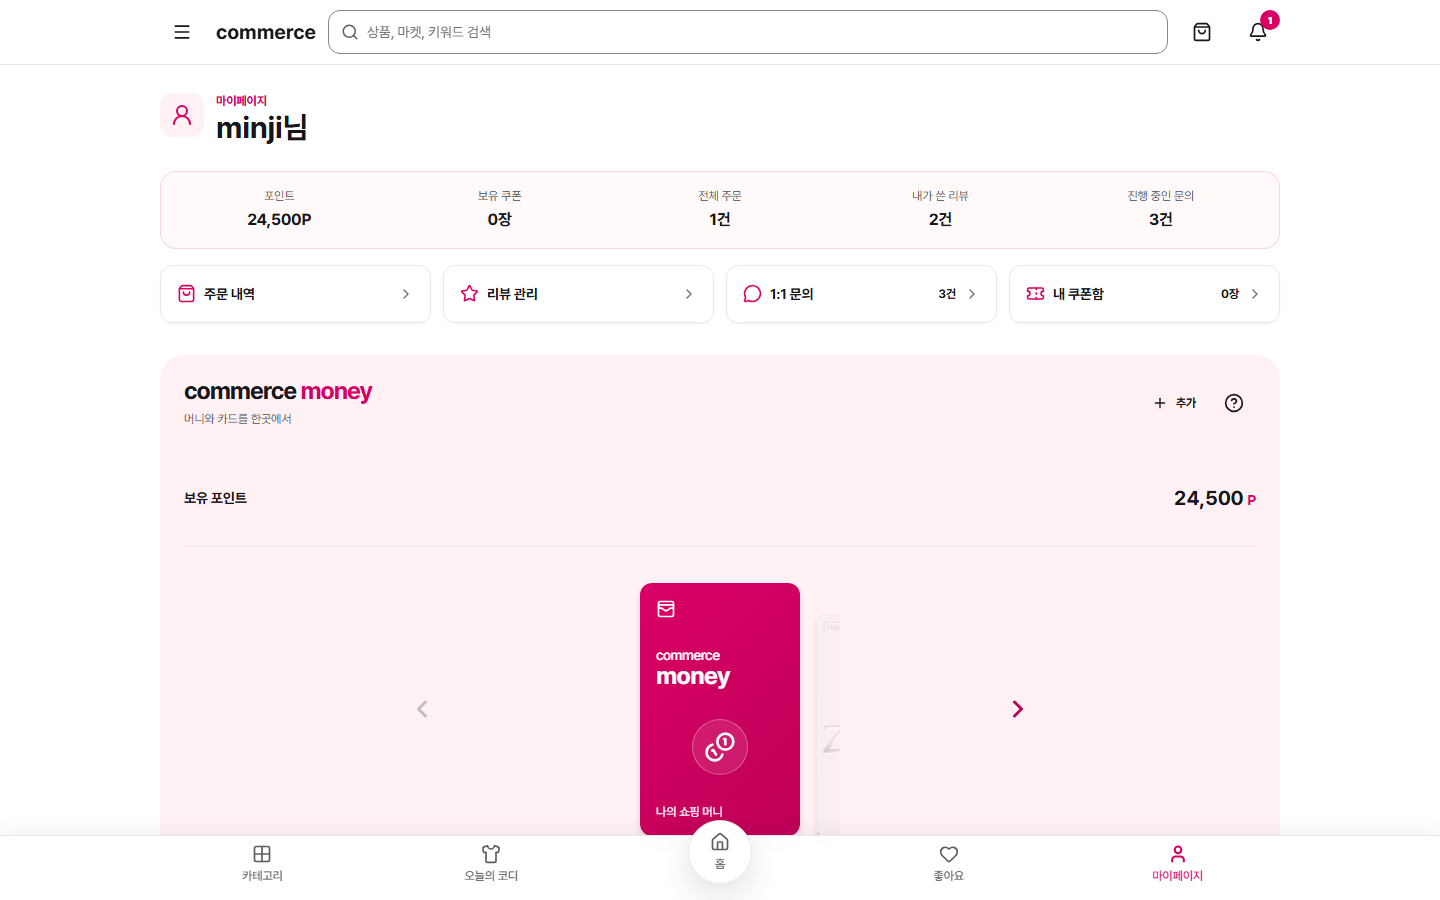 commerce
상품, 마켓, 키워드 검색
1
마이페이지
minji님
포인트
24,500P
보유 쿠폰
0장
전체 주문
1건
내가 쓴 리뷰
2건
진행 중인 문의
3건
주문 내역
리뷰 관리
1:1 문의
3건
내 쿠폰함
0장
commerce money
머니와 카드를 한곳에서
추가
보유 포인트
24,500 P
commerce
money
나의 쇼핑 머니
카테고리
오늘의 코디
홈
좋아요
마이페이지